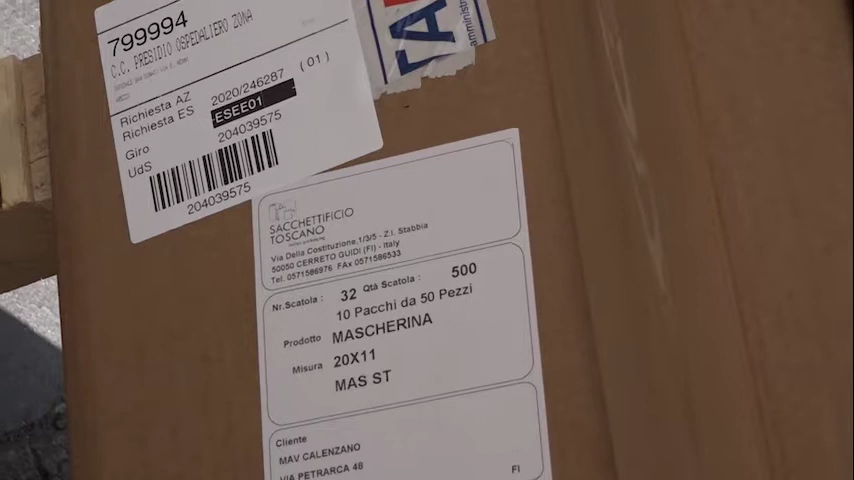 799994
C.C. PRESIDIO OSPEDALIERO ZONA
Richiesta AZ 2020/246287 (01)
Richiesta ES ESEE01
Giro 204039575
UdS
204039575
TA
amministr
SACCHETTIFICIO
TOSCANO
Via Della Costituzione,1/3/5 - Z.I. Stabbia
50050 CERRETO GUIDI (FI) - Italy
Tel. 0571586976 FAx 0571586533
Nr.Scatola : 32 Qtà Scatola : 500
10 Pacchi da 50 Pezzi
Prodotto MASCHERINA
Misura 20X11
MAS ST
Cliente
MAV CALENZANO
VIA PETRARCA 48 FI